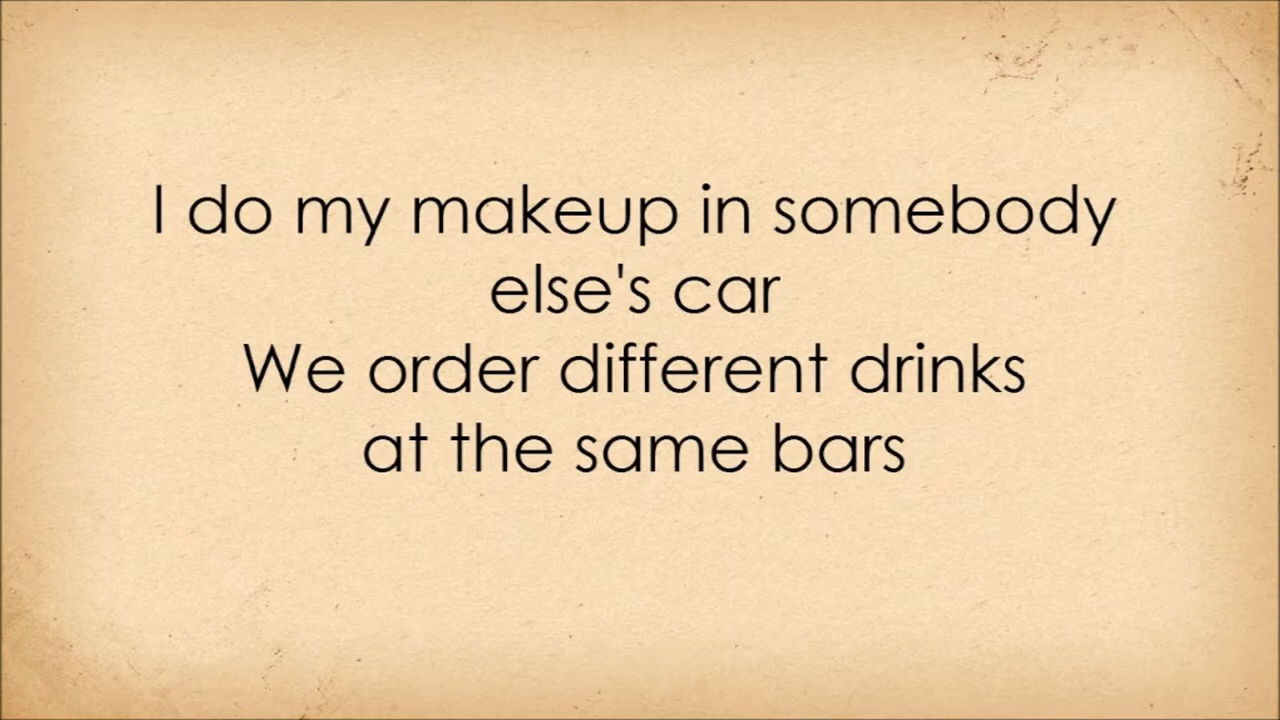 I do my makeup in somebody
else's car
We order different drinks
at the same bars